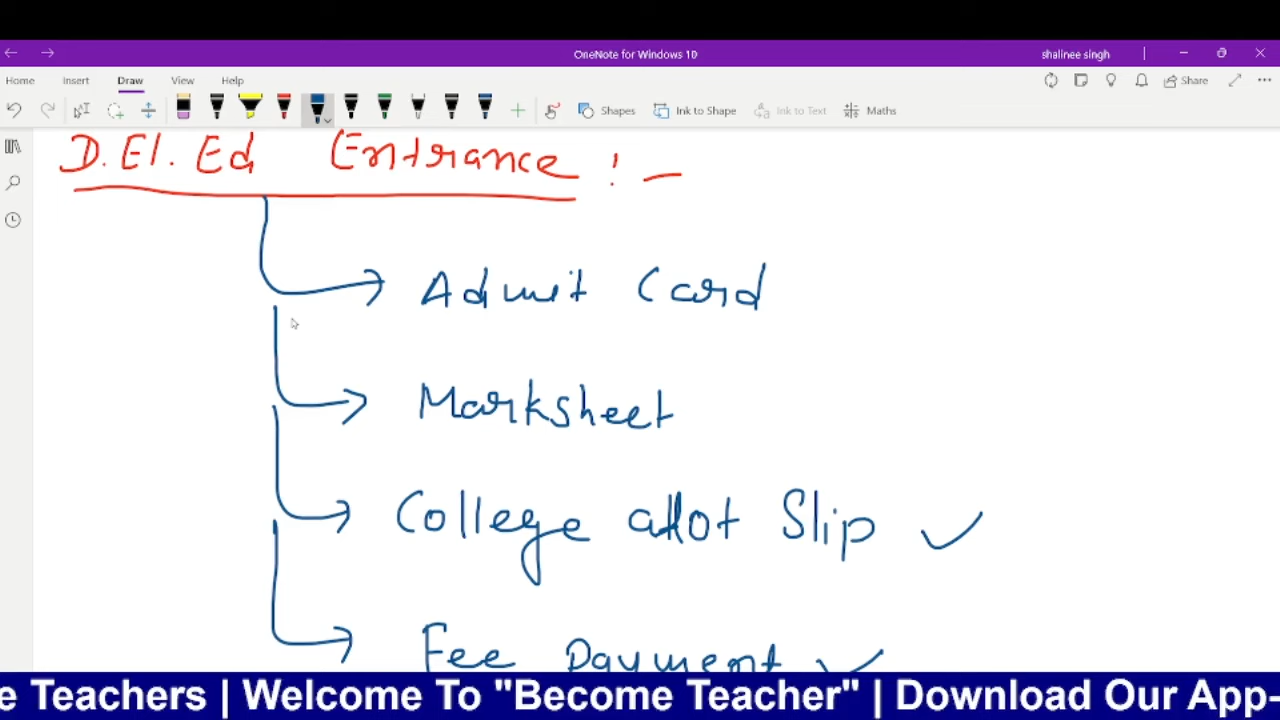 OneNote for Windows 10
shalinee singh
Home Insert Draw View Help
Share
Shapes Ink to Shape Ink to Text Maths
D.El.Ed Entrance :-
Admit Card
Marksheet
College allot Slip ✓
Fee Payment ✓
e Teachers | Welcome To "Become Teacher" | Download Our App-